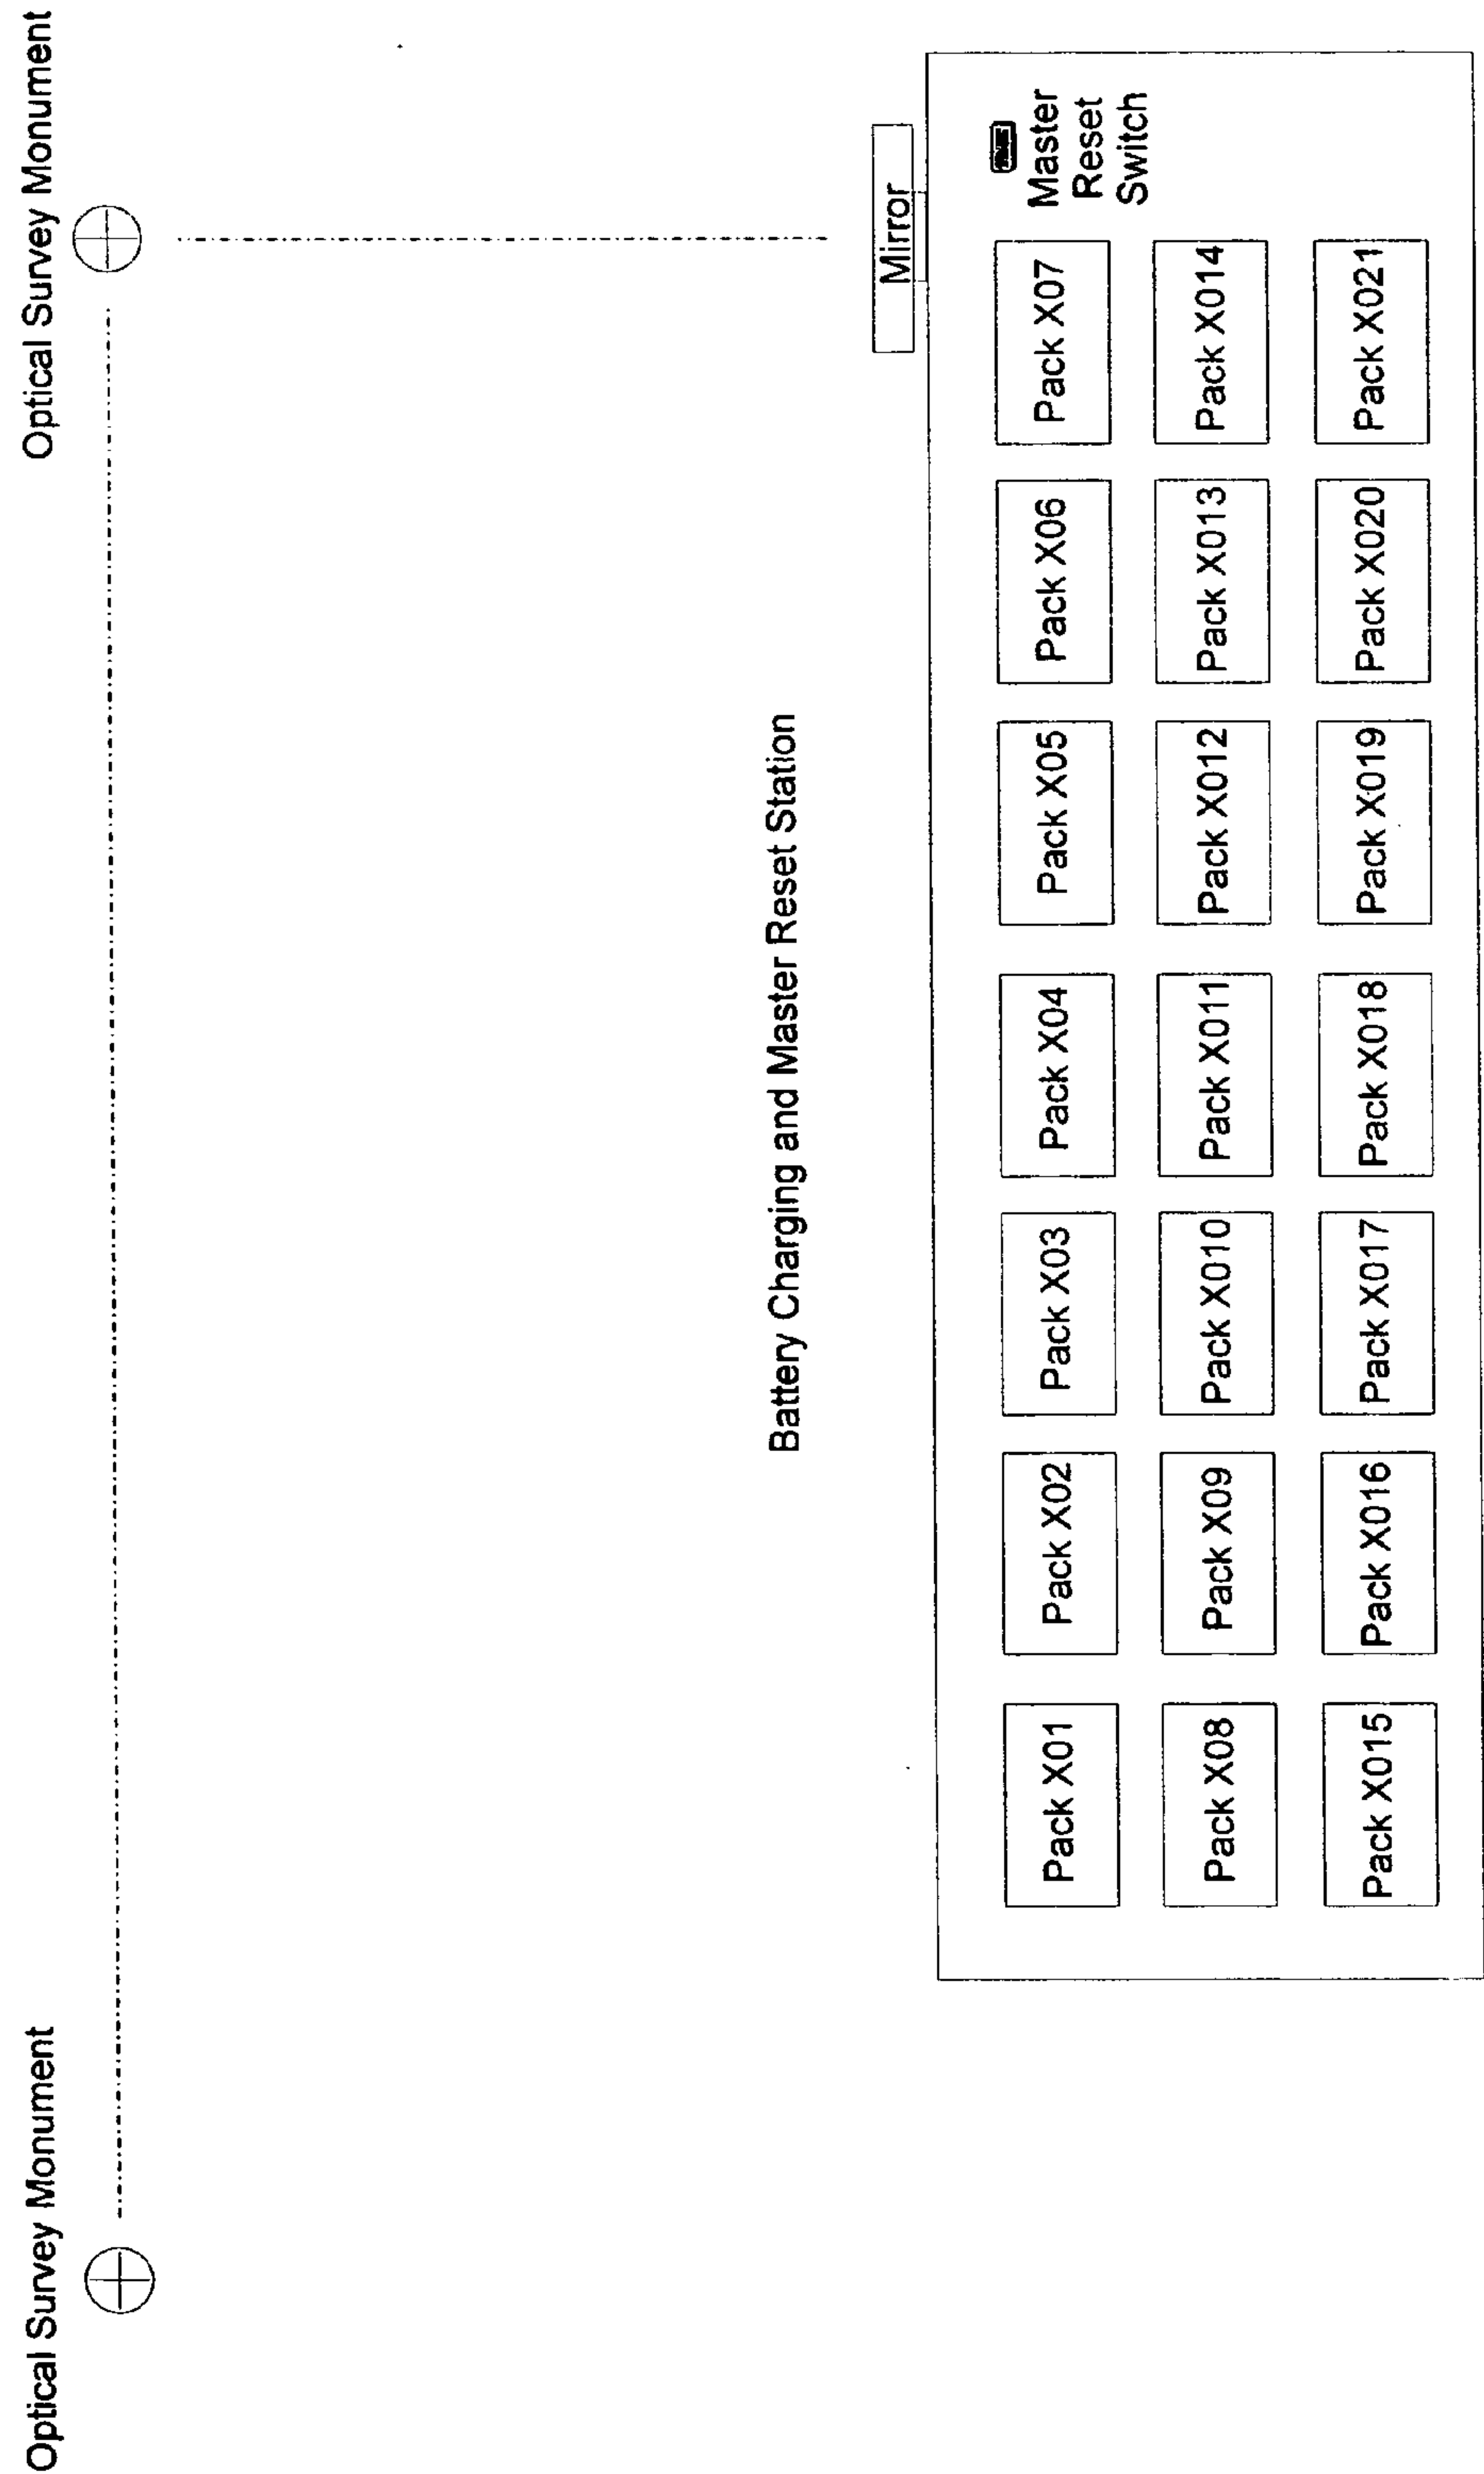 Optical Survey Monument
Optical Survey Monument
Battery Charging and Master Reset Station
Mirror
Master
Reset
Switch
Pack X01
Pack X02
Pack X03
Pack X04
Pack X05
Pack X06
Pack X07
Pack X08
Pack X09
Pack X010
Pack X011
Pack X012
Pack X013
Pack X014
Pack X015
Pack X016
Pack X017
Pack X018
Pack X019
Pack X020
Pack X021